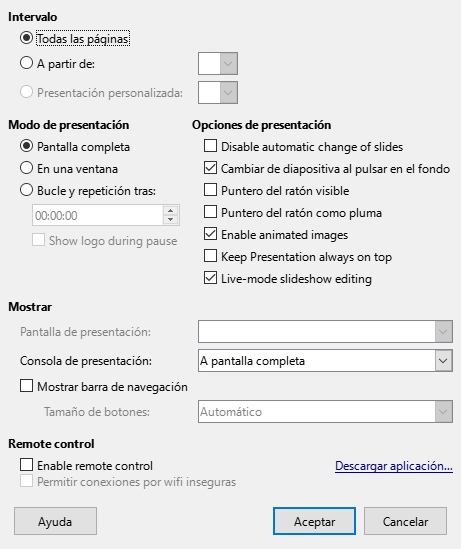 Intervalo
Todas las páginas
A partir de:
Presentación personalizada:
Modo de presentación
Pantalla completa
En una ventana
Bucle y repetición tras:
00:00:00
Show logo during pause
Opciones de presentación
Disable automatic change of slides
Cambiar de diapositiva al pulsar en el fondo
Puntero del ratón visible
Puntero del ratón como pluma
Enable animated images
Keep Presentation always on top
Live-mode slideshow editing
Mostrar
Pantalla de presentación:
Consola de presentación: A pantalla completa
Mostrar barra de navegación
Tamaño de botones: Automático
Remote control
Enable remote control Descargar aplicación...
Permitir conexiones por wifi inseguras
Ayuda Aceptar Cancelar